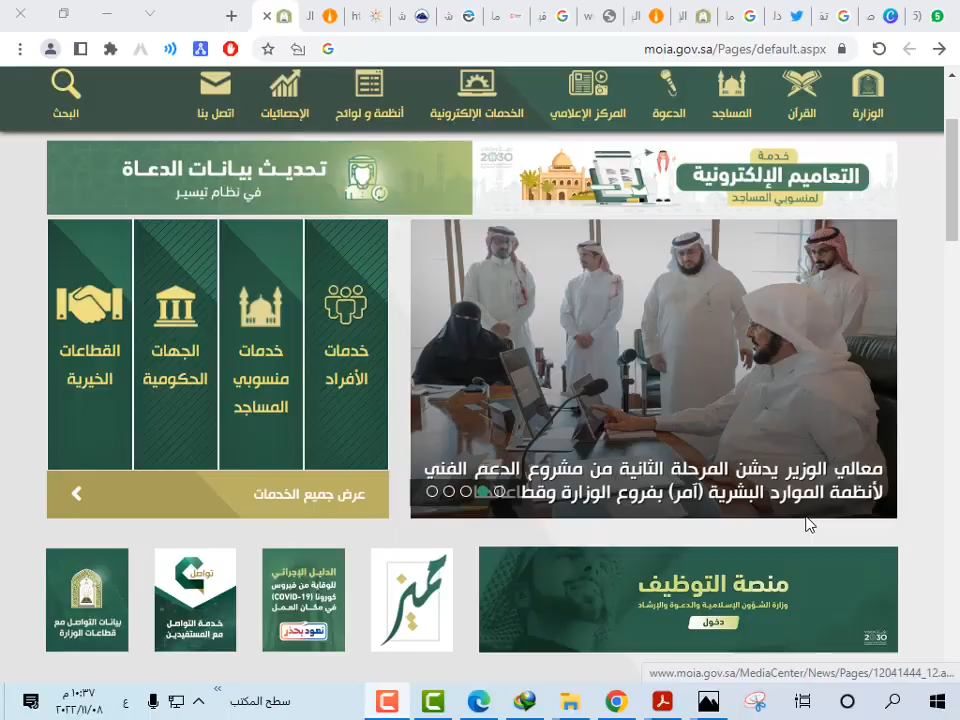 moia.gov.sa/Pages/default.aspx
الوزارة
القرآن
المساجد
الدعوة
المركز الإعلامي
الخدمات الإلكترونية
أنظمة و لوائح
الإحصائيات
اتصل بنا
البحث
خدمة
التعاميم الإلكترونية
لمنسوبي المساجد
2030
تحديث بيانات الدعاة
في نظام تيسير
معالي الوزير يدشن المرحلة الثانية من مشروع الدعم الفني
لأنظمة الموارد البشرية (آمر) بفروع الوزارة
خدمات
الأفراد
خدمات
منسوبي
المساجد
الجهات
الحكومية
القطاعات
الخيرية
عرض جميع الخدمات
منصة التوظيف
وزارة الشؤون الإسلامية والدعوة والإرشاد
دخول
2030
تميز
الدليل الإجرائي
للوقاية من فيروس
كورونا (COVID-19)
في مكان العمل
نعود بحذر
تواصل
خدمة التواصل
مع المستفيدين
بيانات التواصل مع
قطاعات الوزارة
www.moia.gov.sa/MediaCenter/News/Pages/12041444_12.a...
سطح المكتب
ع
١٠:٣٧ م
٢٠٢٢/١١/٠٨